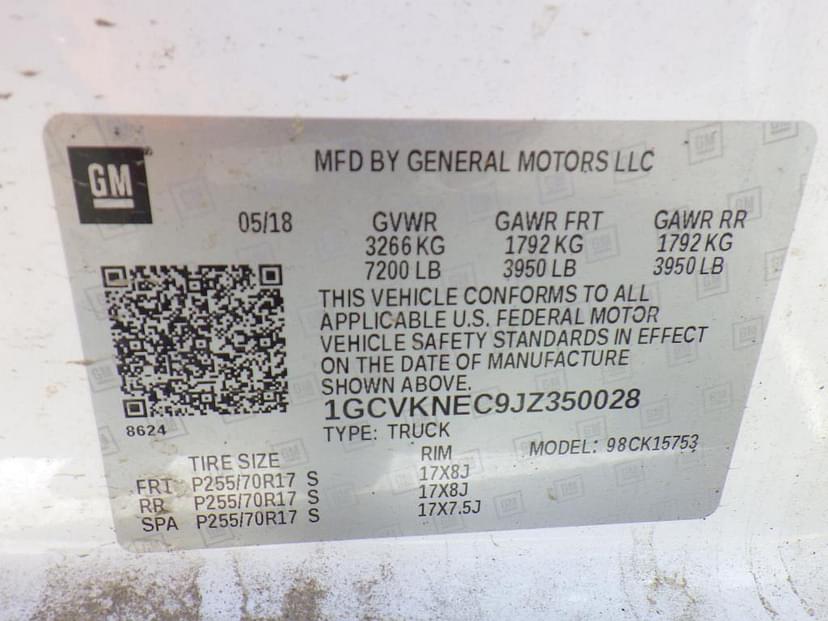 GM
MFD BY GENERAL MOTORS LLC
05/18 GVWR GAWR FRT GAWR RR
3266 KG 1792 KG 1792 KG
7200 LB 3950 LB 3950 LB
THIS VEHICLE CONFORMS TO ALL
APPLICABLE U.S. FEDERAL MOTOR
VEHICLE SAFETY STANDARDS IN EFFECT
ON THE DATE OF MANUFACTURE
SHOWN ABOVE.
1GCVKNEC9JZ350028
8624
TYPE: TRUCK MODEL: 98CK15753
TIRE SIZE RIM
FRT P255/70R17 S 17X8J
RR P255/70R17 S 17X8J
SPA P255/70R17 S 17X7.5J